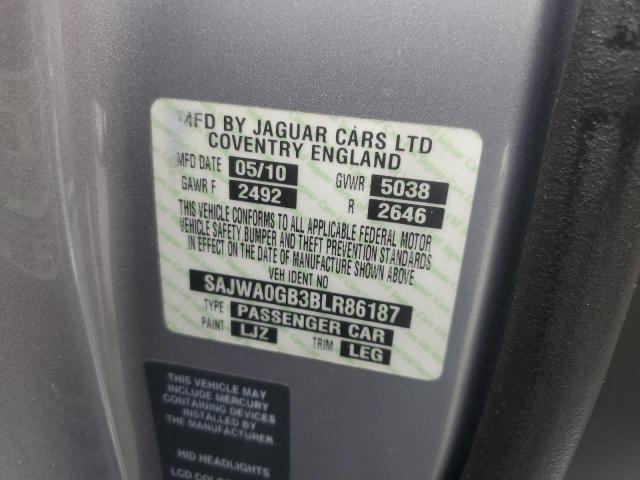 MFD BY JAGUAR CARS LTD
COVENTRY ENGLAND
MFD DATE 05/10 GVWR 5038
GAWR F 2492 R 2646
THIS VEHICLE CONFORMS TO ALL APPLICABLE FEDERAL MOTOR
VEHICLE SAFETY BUMPER AND THEFT PREVENTION STANDARDS
IN EFFECT ON THE DATE OF MANUFACTURE SHOWN ABOVE
VEH IDENT NO
SAJWA0GB3BLR86187
TYPE PASSENGER CAR
PAINT LJZ TRIM LEG
THIS VEHICLE MAY
INCLUDE MERCURY
CONTAINING DEVICES
INSTALLED BY
THE MANUFACTURER.
HID HEADLIGHTS
LCD